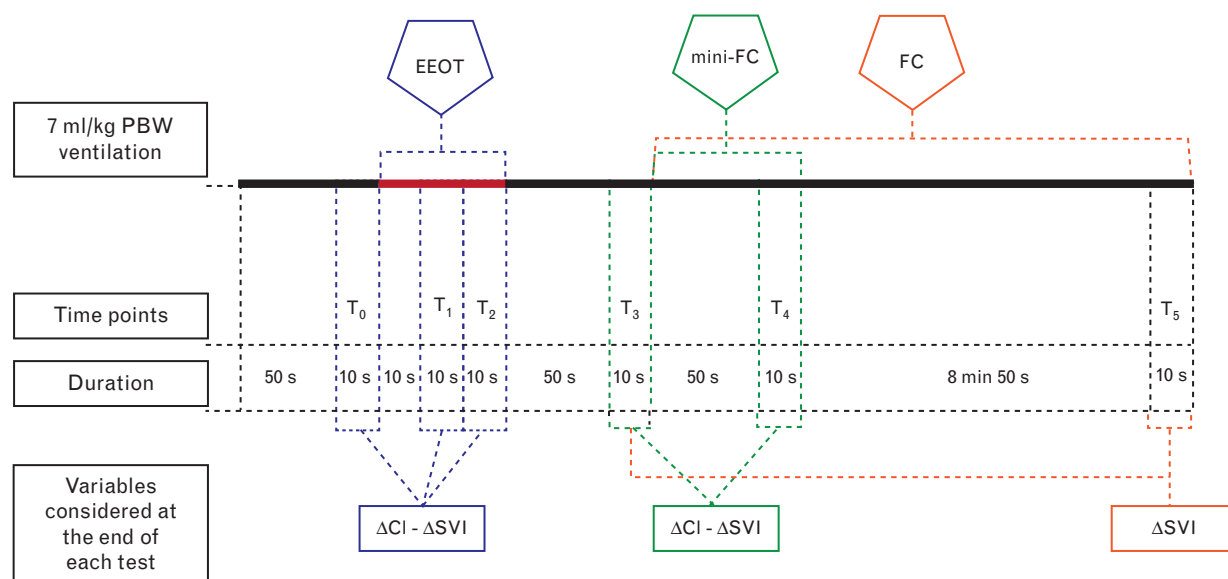 EEOT
mini-FC
FC
7 ml/kg PBW
ventilation
Time points
T0
T1
T2
T3
T4
T5
Duration
50 s
10 s
10 s
10 s
10 s
50 s
10 s
50 s
10 s
8 min 50 s
10 s
Variables
considered at
the end of
each test
ΔCI - ΔSVI
ΔCI - ΔSVI
ΔSVI